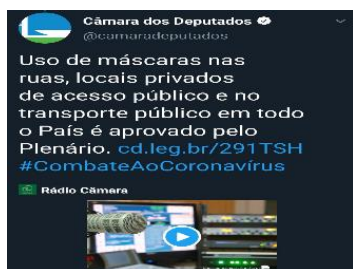 Câmara dos Deputados
@camaradeputados
Uso de máscaras nas
ruas, locais privados
de acesso público e no
transporte público em todo
o País é aprovado pelo
Plenário. cd.leg.br/291TSH
#CombateAoCoronavírus
Rádio Câmara